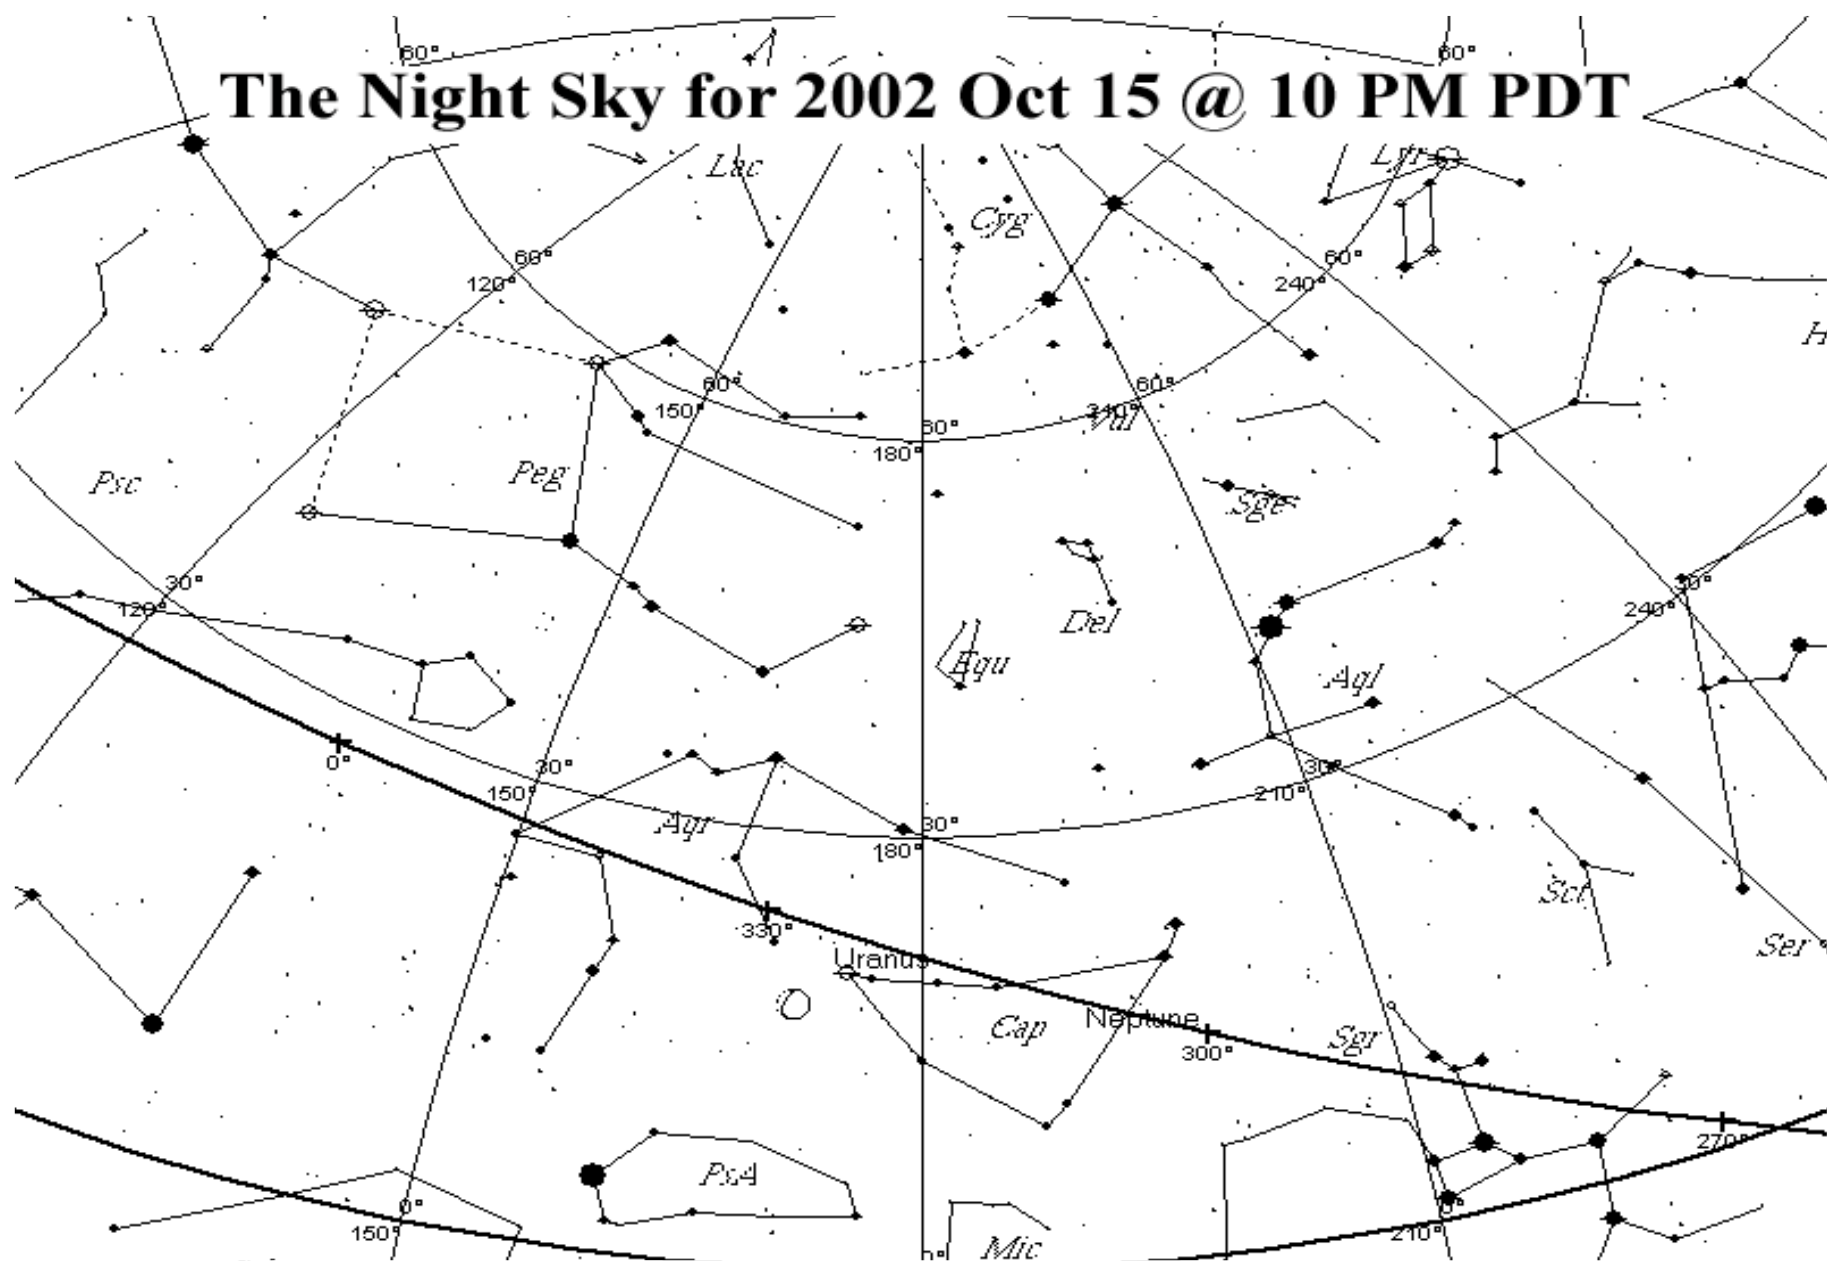 60° 60°
The Night Sky for 2002 Oct 15 @ 10 PM PDT
Lac Lyr
Cyg
60° 60°
120° 240°
H
60° 60°
150° 210°
Vul
60°
180°
Psc Peg Sge
30° 30°
120° 240°
Del
Equ Aql
0° 30° 30°
150° 210°
Aqr 30°
180°
Sct
330° Ser
Uranus
Cap Neptune Sgr
300°
270°
PsA
0° 0°
150° 210°
Mic
0°